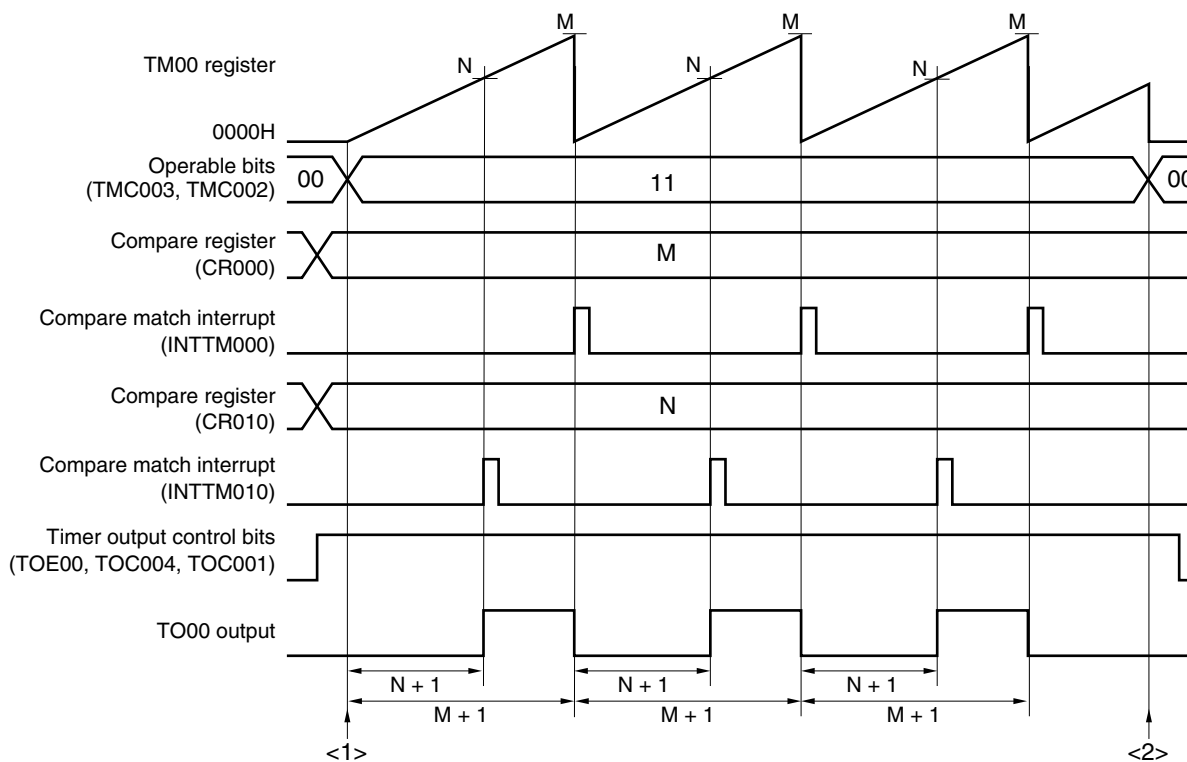 M M M
TM00 register
N N N
0000H
Operable bits
(TMC003, TMC002)
00 11 00
Compare register
(CR000)
M
Compare match interrupt
(INTTM000)
Compare register
(CR010)
N
Compare match interrupt
(INTTM010)
Timer output control bits
(TOE00, TOC004, TOC001)
TO00 output
N + 1 N + 1 N + 1
M + 1 M + 1 M + 1
<1> <2>